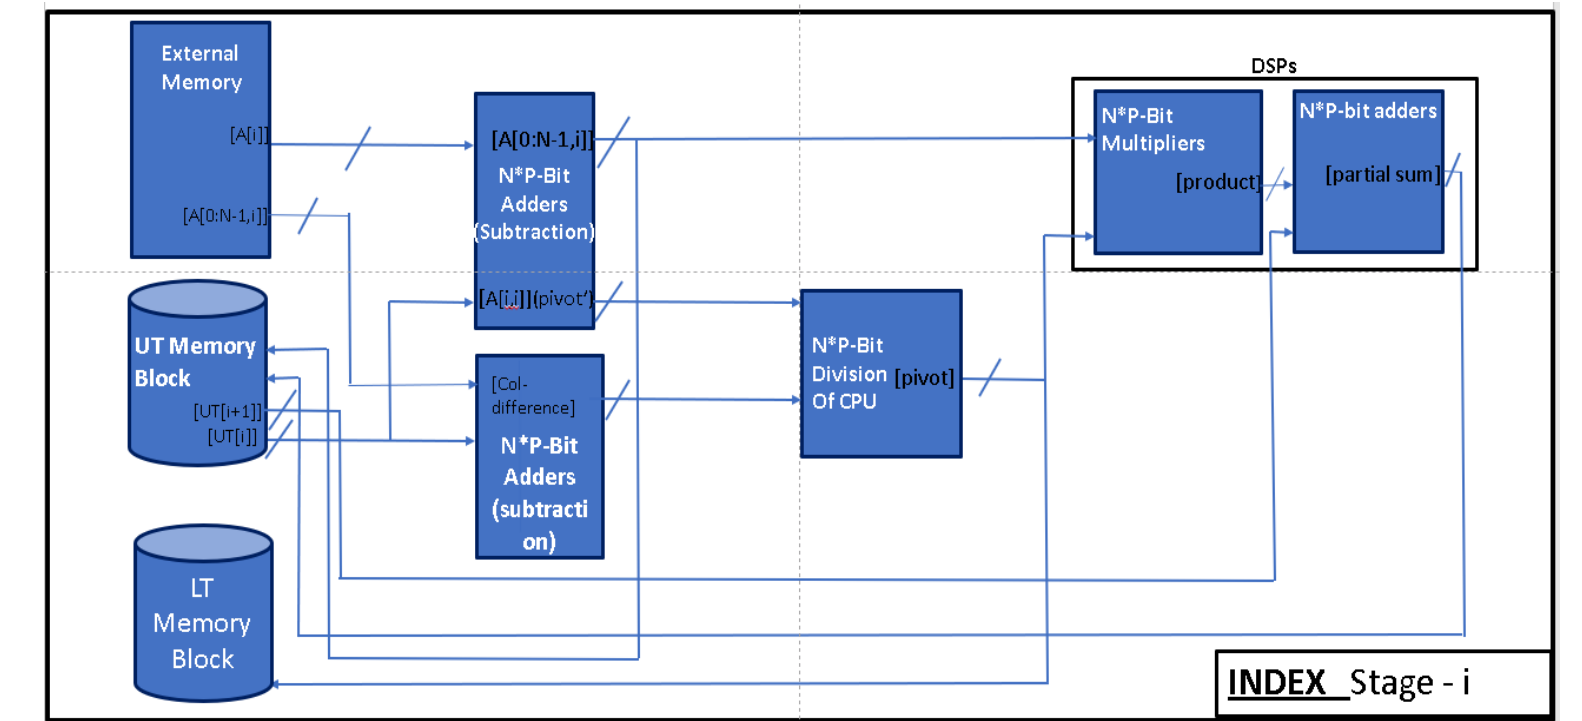 External
Memory
[A[i]]
[A[0:N-1,i]]
UT Memory
Block
[UT[i+1]]
[UT[i]]
LT
Memory
Block
[A[0:N-1,i]]
N*P-Bit
Adders
(Subtraction)
[A[i,i]](pivot')
[Col-
difference]
N*P-Bit
Adders
(subtracti
on)
N*P-Bit
Division
Of CPU
[pivot]
DSPs
N*P-Bit
Multipliers
[product]
N*P-bit adders
[partial sum]
INDEX Stage - i